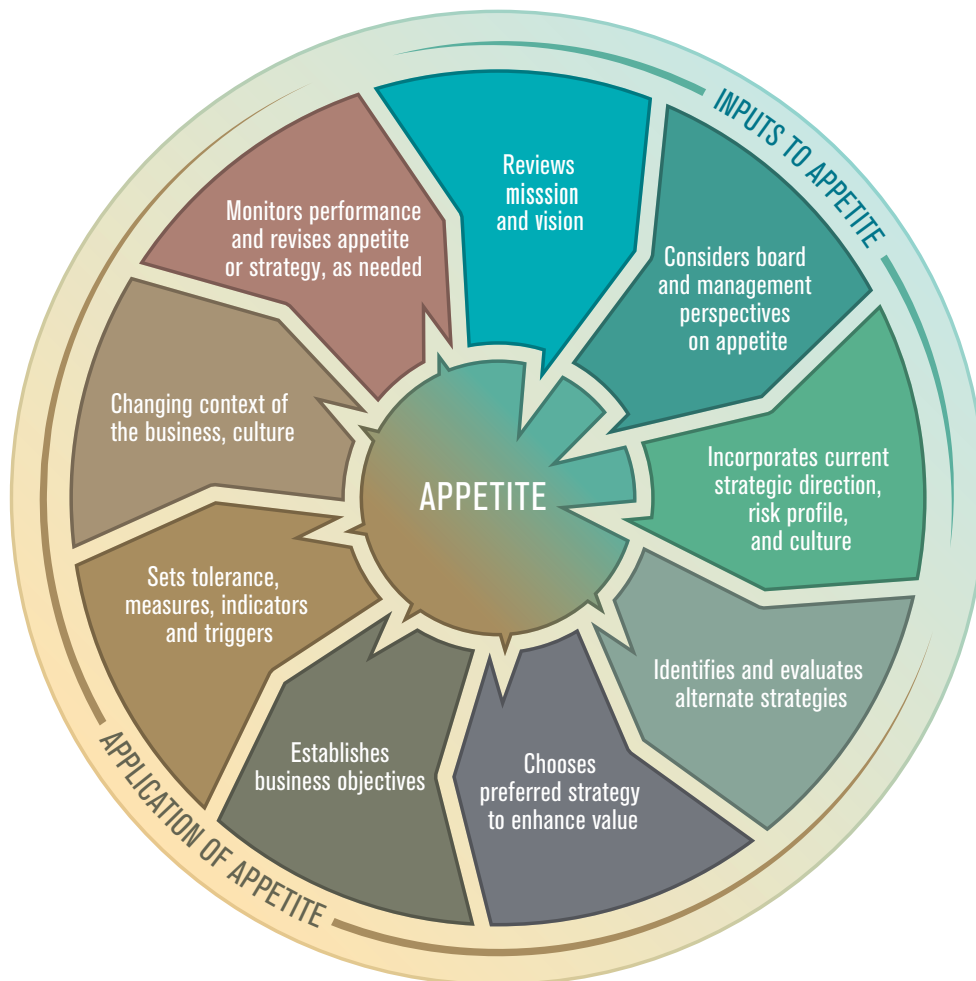 INPUTS TO APPETITE
Reviews
misssion
and vision
Considers board
and management
perspectives
on appetite
Incorporates current
strategic direction,
risk profile,
and culture
Identifies and evaluates
alternate strategies
Chooses
preferred strategy
to enhance value
Establishes
business objectives
Sets tolerance,
measures, indicators
and triggers
Changing context of
the business, culture
Monitors performance
and revises appetite
or strategy, as needed
APPETITE
APPLICATION OF APPETITE